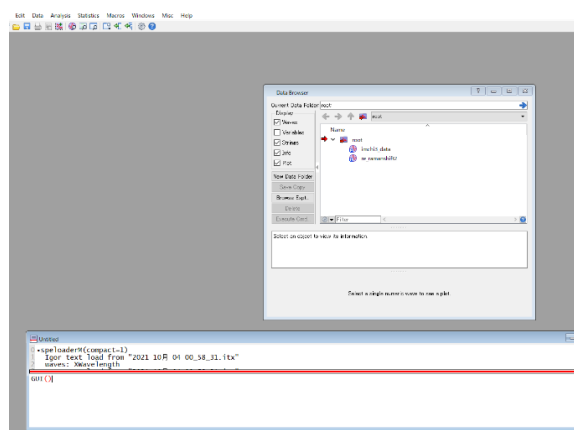 Edit Data Analysis Statistics Macros Windows Misc Help
Data Browser
Current Data Folder root
Display
Waves
Variables
Strings
Info
Plot
New Data Folder
Save Copy
Browse Expt.
Delete
Execute Cmd
root
Name
root
Filter
Select an object to view its information
Select a single numeric wave to see a plot.
Untitled
•speloaderM(compact=1)
Igor text load from "2021 10月 04 00_58_31.itx"
waves: XWavelength
GUI()